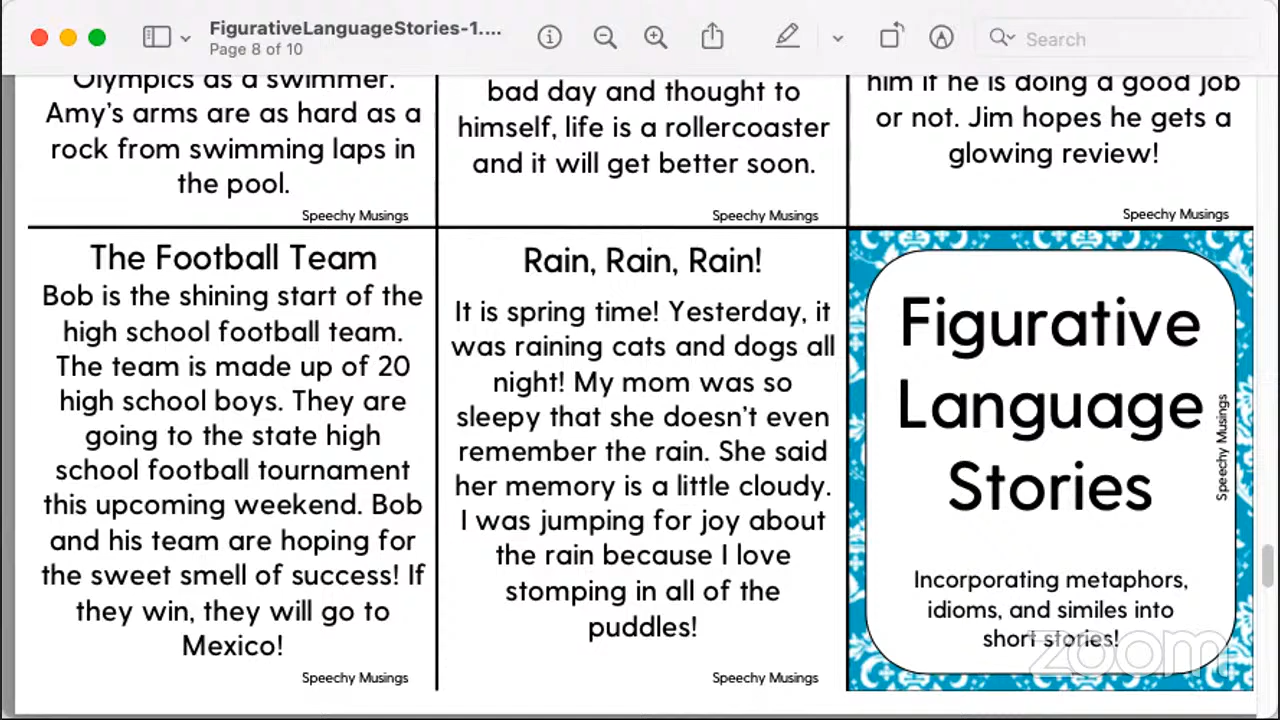 FigurativeLanguageStories-1....
Page 8 of 10
Search
Olympics as a swimmer.
Amy's arms are as hard as a
rock from swimming laps in
the pool.
Speechy Musings
bad day and thought to
himself, life is a rollercoaster
and it will get better soon.
Speechy Musings
him if he is doing a good job
or not. Jim hopes he gets a
glowing review!
Speechy Musings
The Football Team
Bob is the shining start of the
high school football team.
The team is made up of 20
high school boys. They are
going to the state high
school football tournament
this upcoming weekend. Bob
and his team are hoping for
the sweet smell of success! If
they win, they will go to
Mexico!
Speechy Musings
Rain, Rain, Rain!
It is spring time! Yesterday, it
was raining cats and dogs all
night! My mom was so
sleepy that she doesn't even
remember the rain. She said
her memory is a little cloudy.
I was jumping for joy about
the rain because I love
stomping in all of the
puddles!
Speechy Musings
Figurative
Language
Stories
Speechy Musings
Incorporating metaphors,
idioms, and similes into
short stories!
zoom